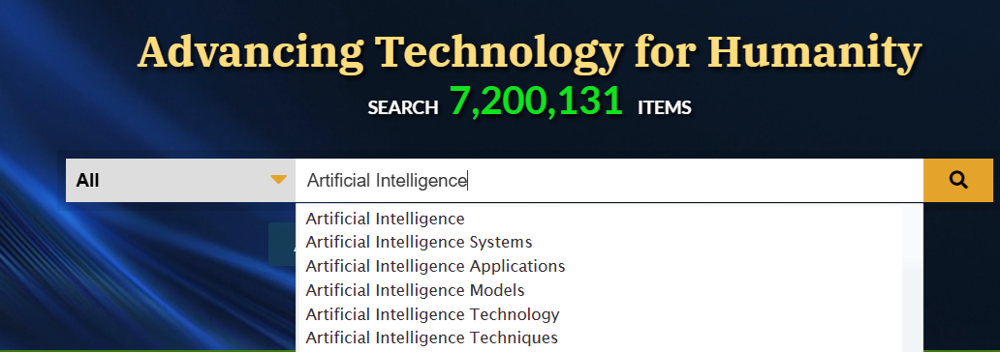 Advancing Technology for Humanity
SEARCH 7,200,131 ITEMS
All Artificial Intelligence
Artificial Intelligence
Artificial Intelligence Systems
Artificial Intelligence Applications
Artificial Intelligence Models
Artificial Intelligence Technology
Artificial Intelligence Techniques